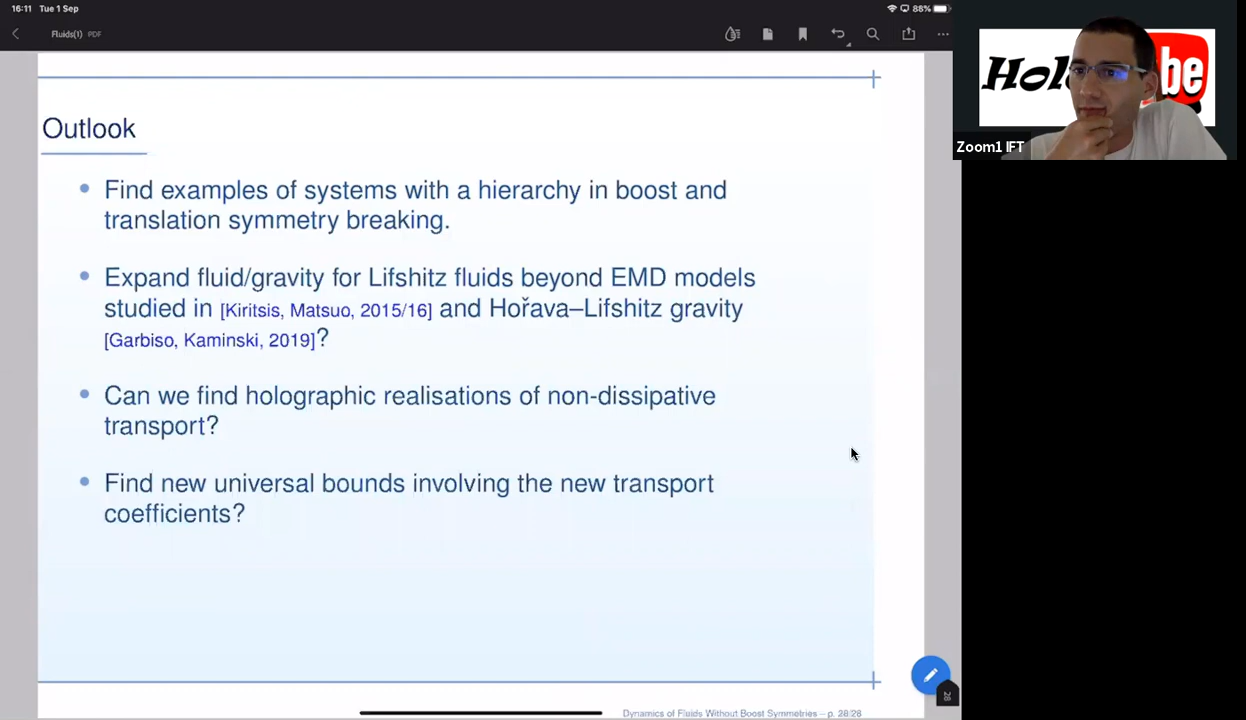 16:11 Tue 1 Sep
88%
Fluids(1) PDF
Outlook
• Find examples of systems with a hierarchy in boost and
translation symmetry breaking.
• Expand fluid/gravity for Lifshitz fluids beyond EMD models
studied in [Kiritsis, Matsuo, 2015/16] and Hořava–Lifshitz gravity
[Garbiso, Kaminski, 2019]?
• Can we find holographic realisations of non-dissipative
transport?
• Find new universal bounds involving the new transport
coefficients?
28
Dynamics of Fluids Without Boost Symmetries – p. 28:28
be
Zoom1 IFT